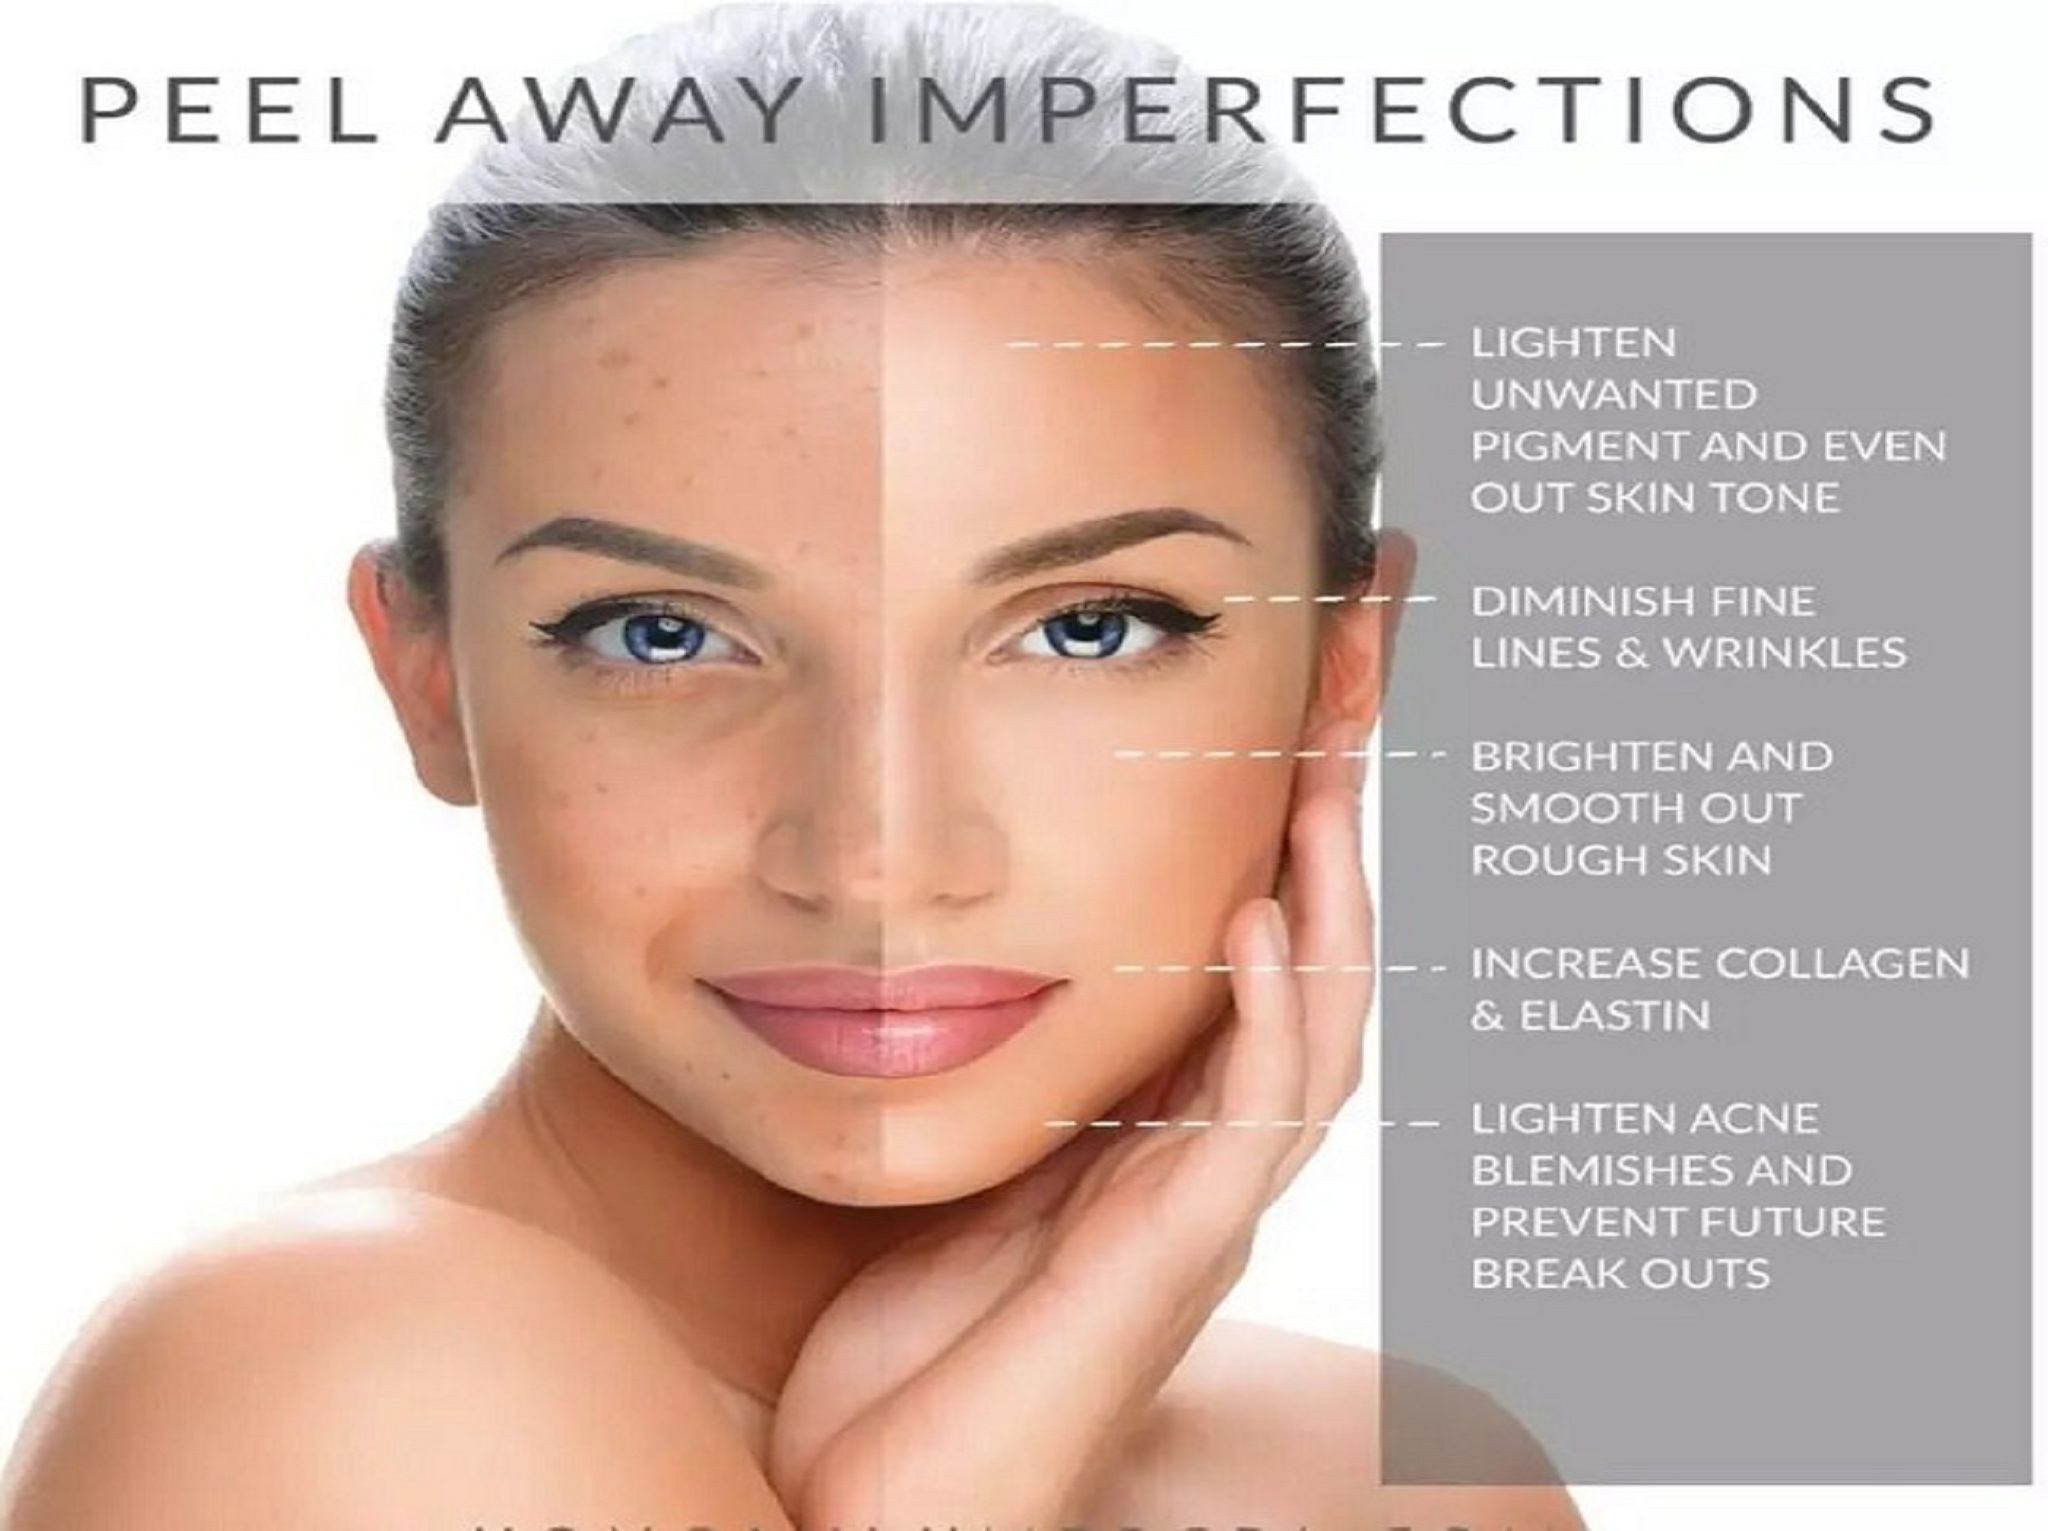 PEEL AWAY IMPERFECTIONS
LIGHTEN
UNWANTED
PIGMENT AND EVEN
OUT SKIN TONE
DIMINISH FINE
LINES & WRINKLES
BRIGHTEN AND
SMOOTH OUT
ROUGH SKIN
INCREASE COLLAGEN
& ELASTIN
LIGHTEN ACNE
BLEMISHES AND
PREVENT FUTURE
BREAK OUTS